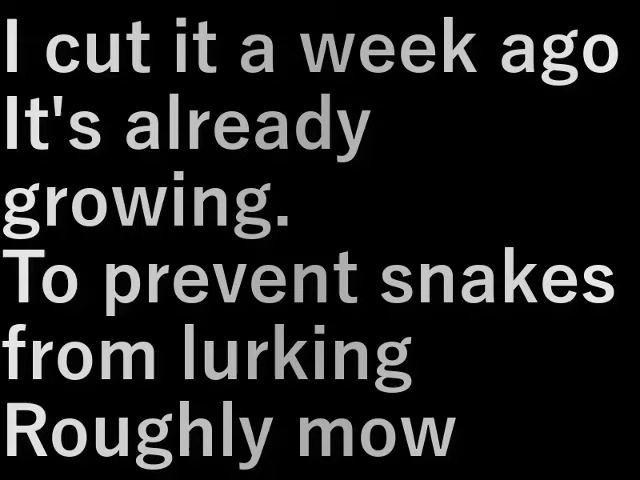 I cut it a week ago
It's already
growing.
To prevent snakes
from lurking
Roughly mow